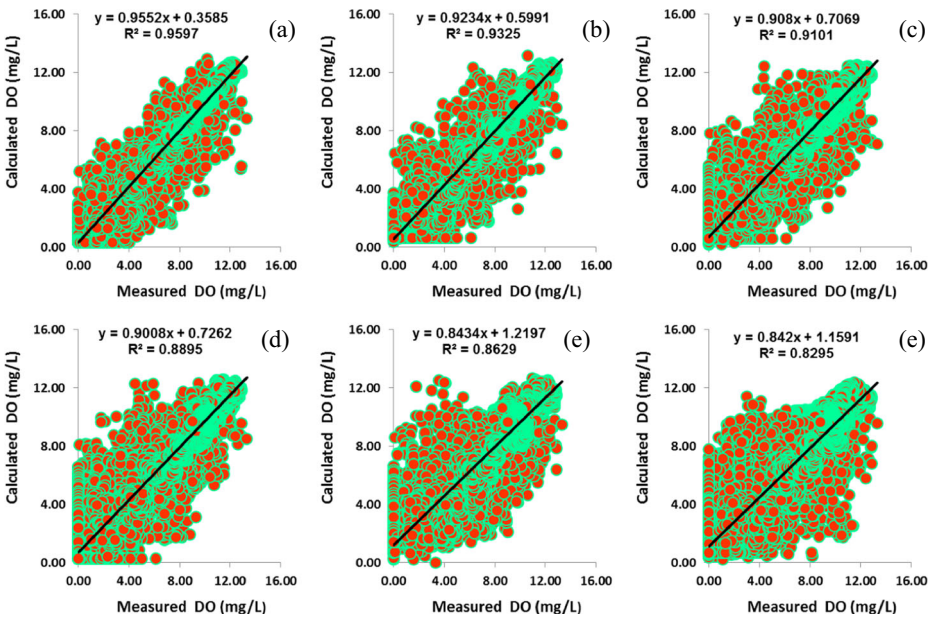 y = 0.9552x + 0.3585
R² = 0.9597
(a)
Calculated DO (mg/L)
16.00
12.00
8.00
4.00
0.00
0.00 4.00 8.00 12.00 16.00
Measured DO (mg/L)
y = 0.9234x + 0.5991
R² = 0.9325
(b)
Calculated DO (mg/L)
16.00
12.00
8.00
4.00
0.00
0.00 4.00 8.00 12.00 16.00
Measured DO (mg/L)
y = 0.908x + 0.7069
R² = 0.9101
(c)
Calculated DO (mg/L)
16.00
12.00
8.00
4.00
0.00
0.00 4.00 8.00 12.00 16.00
Measured DO (mg/L)
y = 0.9008x + 0.7262
R² = 0.8895
(d)
Calculated DO (mg/L)
16.00
12.00
8.00
4.00
0.00
0.00 4.00 8.00 12.00 16.00
Measured DO (mg/L)
y = 0.8434x + 1.2197
R² = 0.8629
(e)
Calculated DO (mg/L)
16.00
12.00
8.00
4.00
0.00
0.00 4.00 8.00 12.00 16.00
Measured DO (mg/L)
y = 0.842x + 1.1591
R² = 0.8295
(e)
Calculated DO (mg/L)
16.00
12.00
8.00
4.00
0.00
0.00 4.00 8.00 12.00 16.00
Measured DO (mg/L)